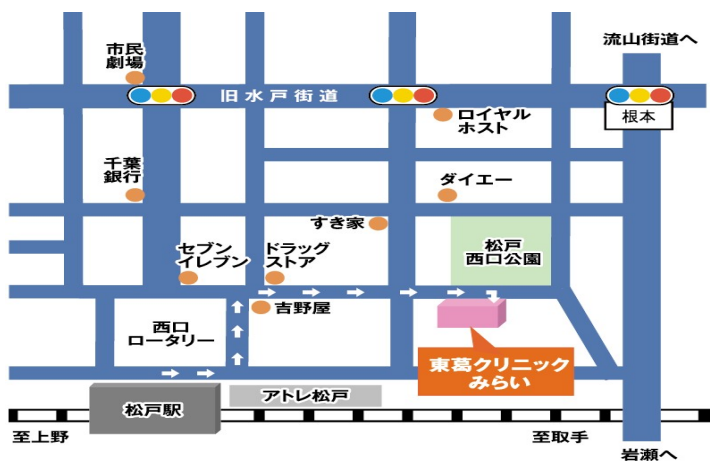 流山街道へ
市民
劇場
旧水戸街道
ロイヤル
ホスト
根本
千葉
銀行
ダイエー
すき家
松戸
西口公園
セブン
イレブン
ドラッグ
ストア
吉野屋
西口
ロータリー
東葛クリニック
みらい
アトレ松戸
松戸駅
至上野
至取手
岩瀬へ